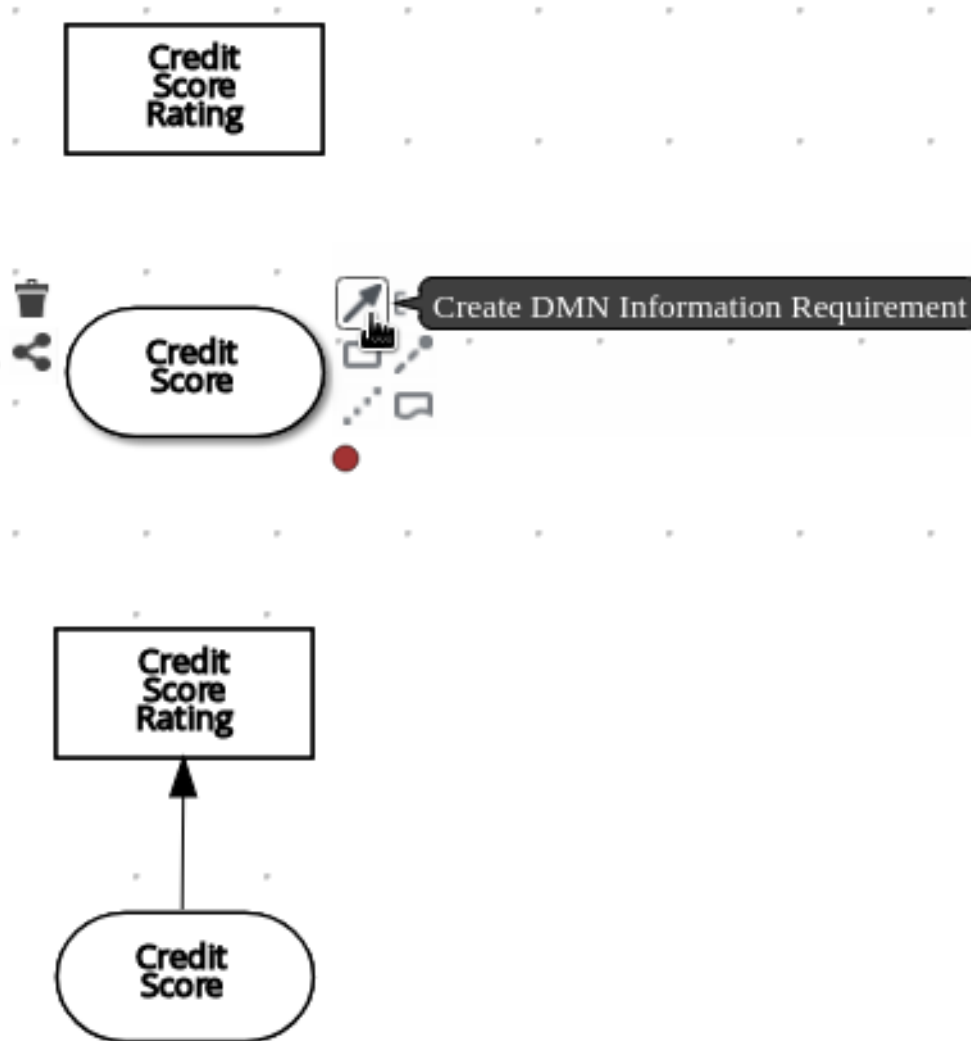 Credit
Score
Rating
Create DMN Information Requirement
Credit
Score
Credit
Score
Rating
Credit
Score